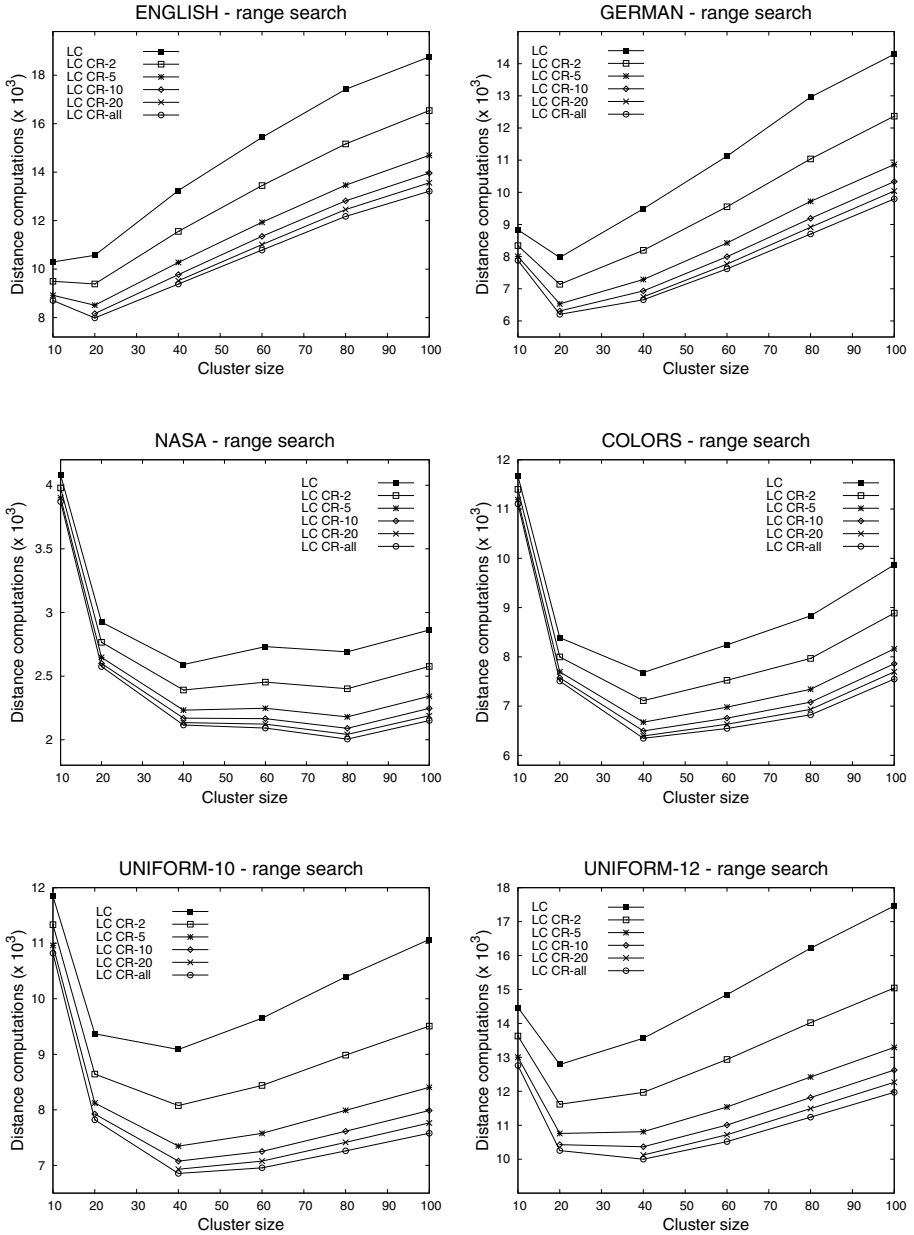 ENGLISH - range search
Distance computations (x 10³)
18
16
14
12
10
8
LC
LC CR-2
LC CR-5
LC CR-10
LC CR-20
LC CR-all
10 20 30 40 50 60 70 80 90 100
Cluster size
GERMAN - range search
Distance computations (x 10³)
14
13
12
11
10
9
8
7
6
LC
LC CR-2
LC CR-5
LC CR-10
LC CR-20
LC CR-all
10 20 30 40 50 60 70 80 90 100
Cluster size
NASA - range search
Distance computations (x 10³)
4
3.5
3
2.5
2
LC
LC CR-2
LC CR-5
LC CR-10
LC CR-20
LC CR-all
10 20 30 40 50 60 70 80 90 100
Cluster size
COLORS - range search
Distance computations (x 10³)
12
11
10
9
8
7
6
LC
LC CR-2
LC CR-5
LC CR-10
LC CR-20
LC CR-all
10 20 30 40 50 60 70 80 90 100
Cluster size
UNIFORM-10 - range search
Distance computations (x 10³)
12
11
10
9
8
7
LC
LC CR-2
LC CR-5
LC CR-10
LC CR-20
LC CR-all
10 20 30 40 50 60 70 80 90 100
Cluster size
UNIFORM-12 - range search
Distance computations (x 10³)
18
17
16
15
14
13
12
11
10
LC
LC CR-2
LC CR-5
LC CR-10
LC CR-20
LC CR-all
10 20 30 40 50 60 70 80 90 100
Cluster size